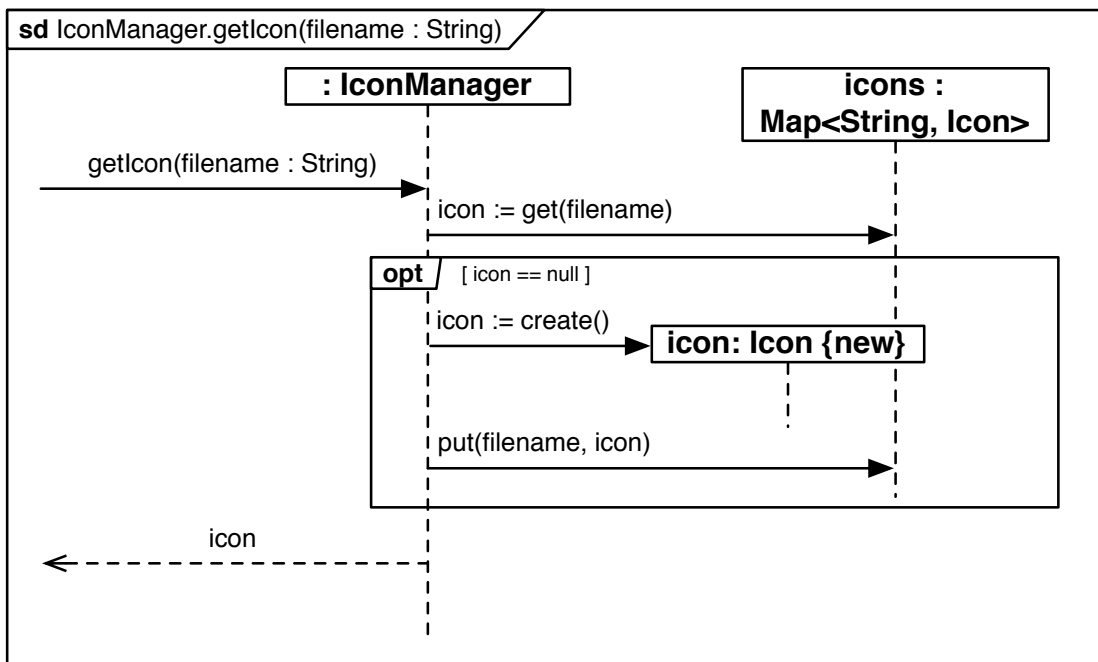 sd IconManager.getIcon(filename : String)
: IconManager
icons :
Map<String, Icon>
getIcon(filename : String)
icon := get(filename)
opt
[ icon == null ]
icon := create()
icon: Icon {new}
put(filename, icon)
icon